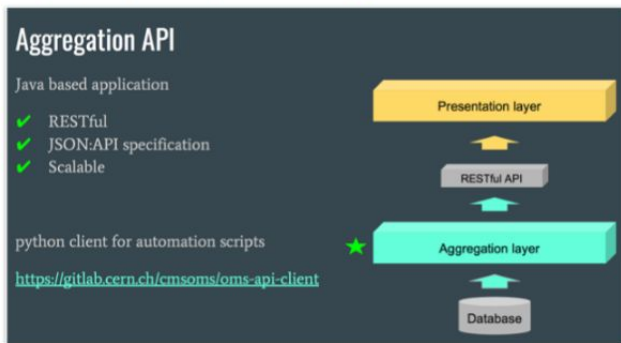 Aggregation API
Java based application
✔ RESTful
✔ JSON:API specification
✔ Scalable
python client for automation scripts
https://gitlab.cern.ch/cmsoms/oms-api-client
Presentation layer
RESTful API
Aggregation layer
Database